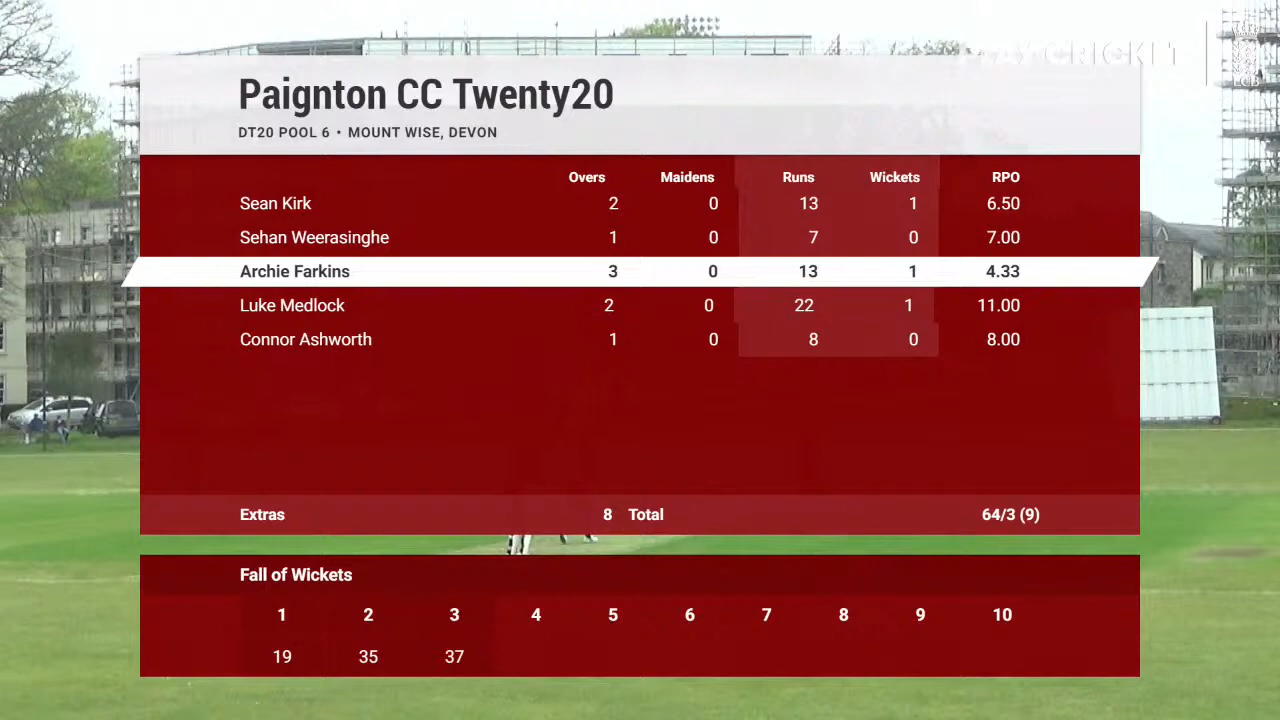 PLAY-CRICKET
Paignton CC Twenty20
DT20 POOL 6 • MOUNT WISE, DEVON
Overs Maidens Runs Wickets RPO
Sean Kirk 2 0 13 1 6.50
Sehan Weerasinghe 1 0 7 0 7.00
Archie Farkins 3 0 13 1 4.33
Luke Medlock 2 0 22 1 11.00
Connor Ashworth 1 0 8 0 8.00
Extras 8 Total 64/3 (9)
Fall of Wickets
1 2 3 4 5 6 7 8 9 10
19 35 37